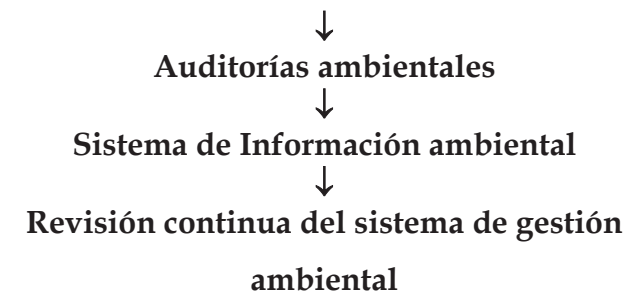 ↓
Auditorías ambientales
↓
Sistema de Información ambiental
↓
Revisión continua del sistema de gestión
ambiental